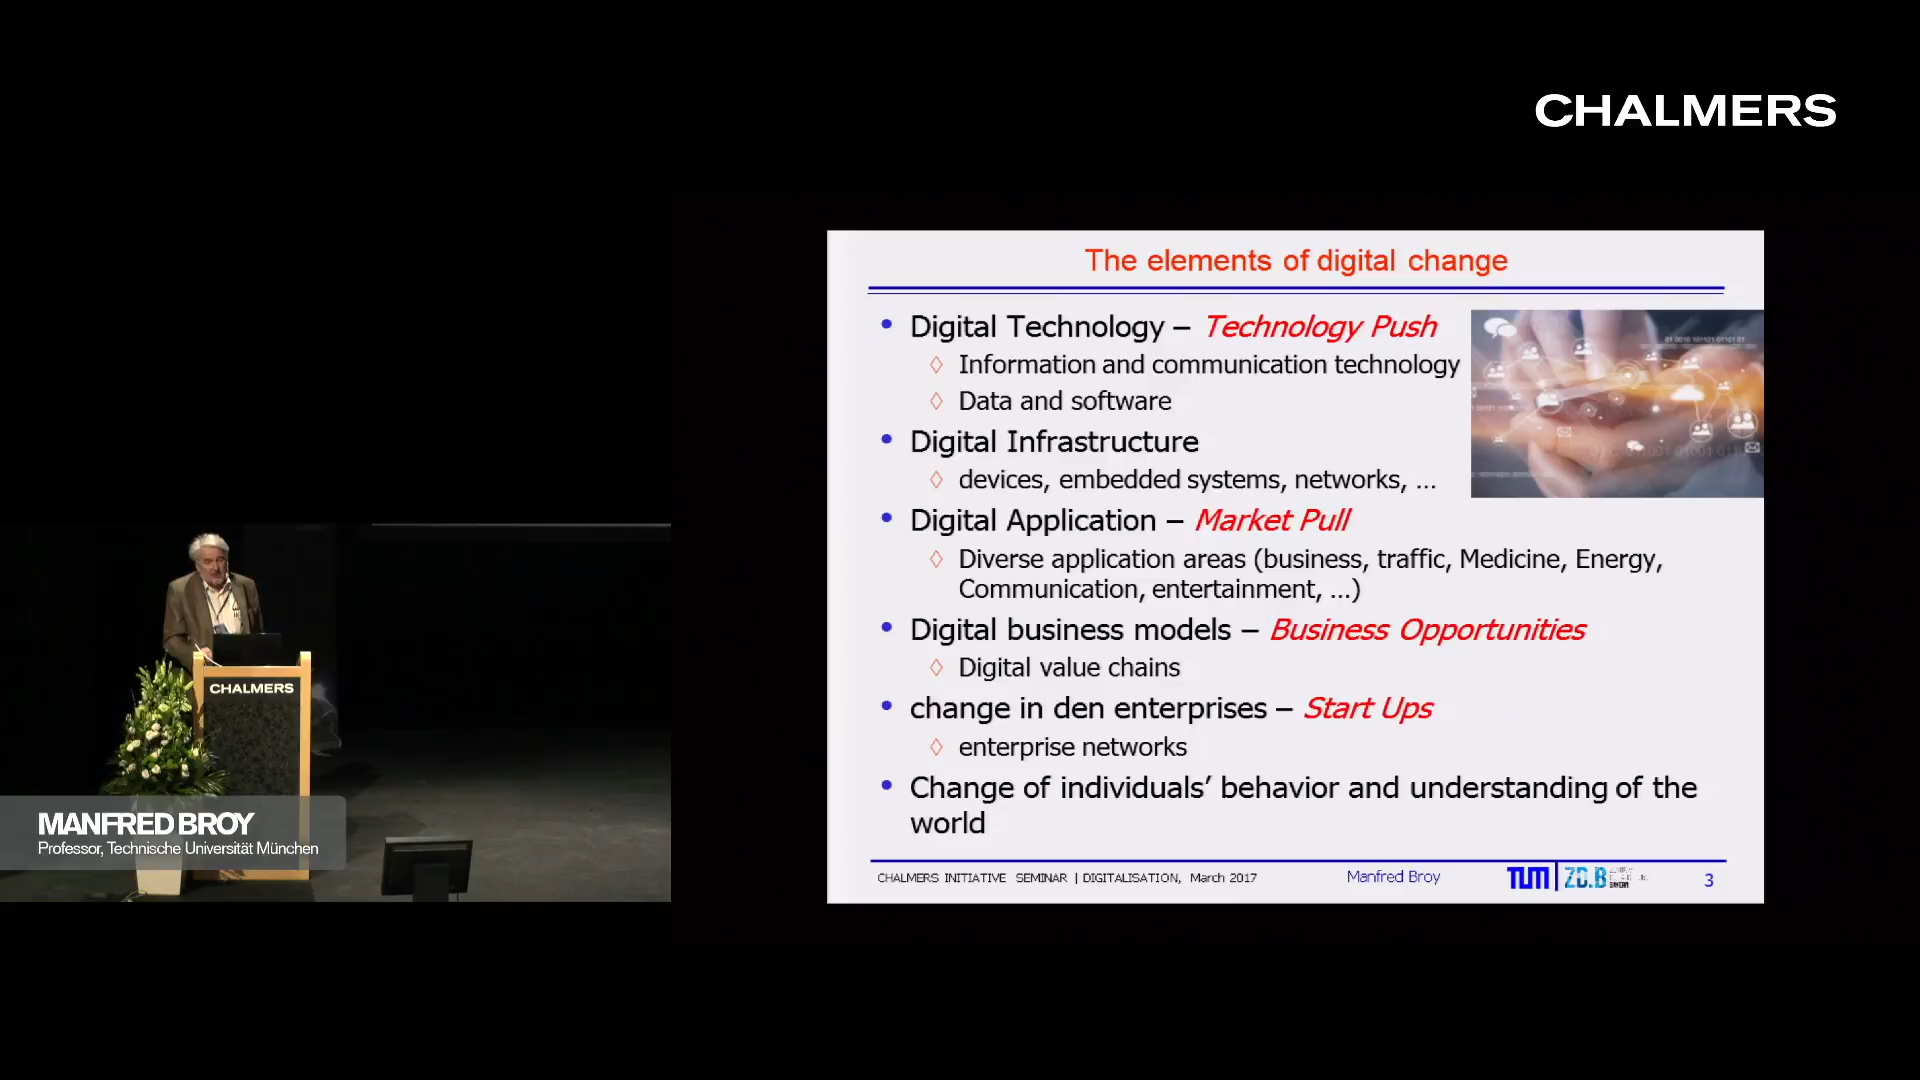 CHALMERS
The elements of digital change
• Digital Technology – Technology Push
◊ Information and communication technology
◊ Data and software
• Digital Infrastructure
◊ devices, embedded systems, networks, ...
• Digital Application – Market Pull
◊ Diverse application areas (business, traffic, Medicine, Energy,
Communication, entertainment, ...)
• Digital business models – Business Opportunities
◊ Digital value chains
• change in den enterprises – Start Ups
◊ enterprise networks
• Change of individuals’ behavior and understanding of the
world
CHALMERS INITIATIVE SEMINAR | DIGITALISATION, March 2017
Manfred Broy
TUM
ZD.B
3
CHALMERS
MANFRED BROY
Professor, Technische Universität München